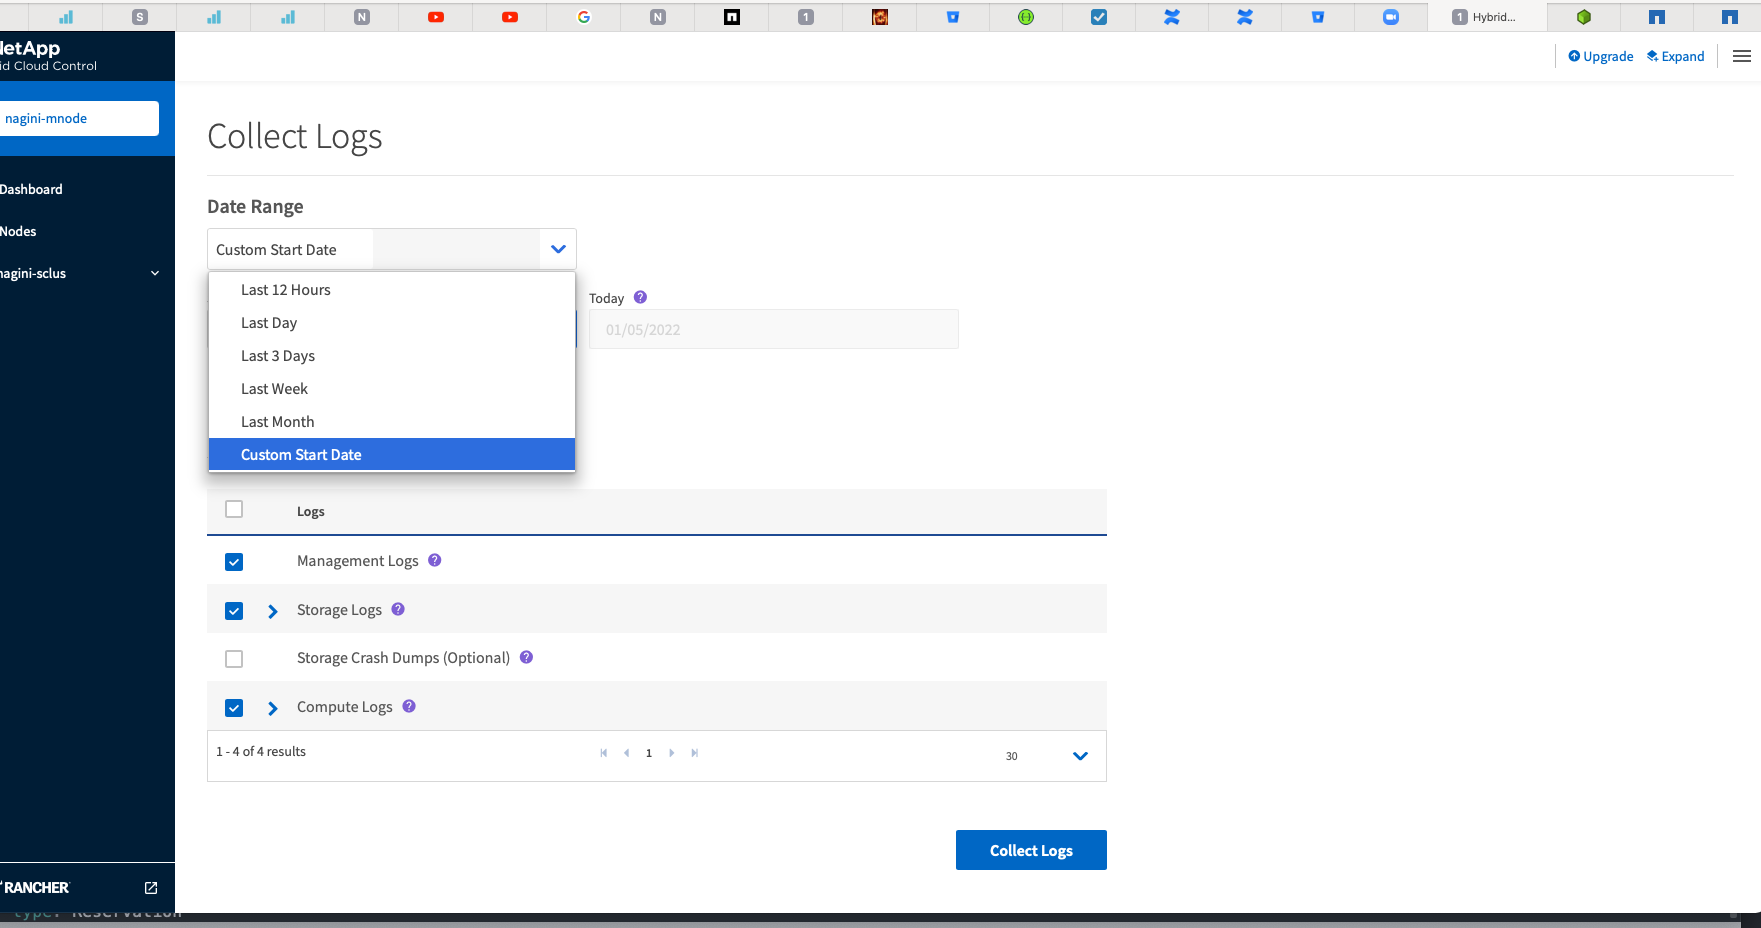 S
N
N
1
1 Hybrid...
NetApp
id Cloud Control
Upgrade Expand
nagini-mnode
Collect Logs
Dashboard
Date Range
Nodes
Custom Start Date
nagini-sclus
Last 12 Hours
Today ?
Last Day
01/05/2022
Last 3 Days
Last Week
Last Month
Custom Start Date
Logs
Management Logs ?
Storage Logs ?
Storage Crash Dumps (Optional) ?
Compute Logs ?
1 - 4 of 4 results 1 30
Collect Logs
RANCHER
type: Reservation